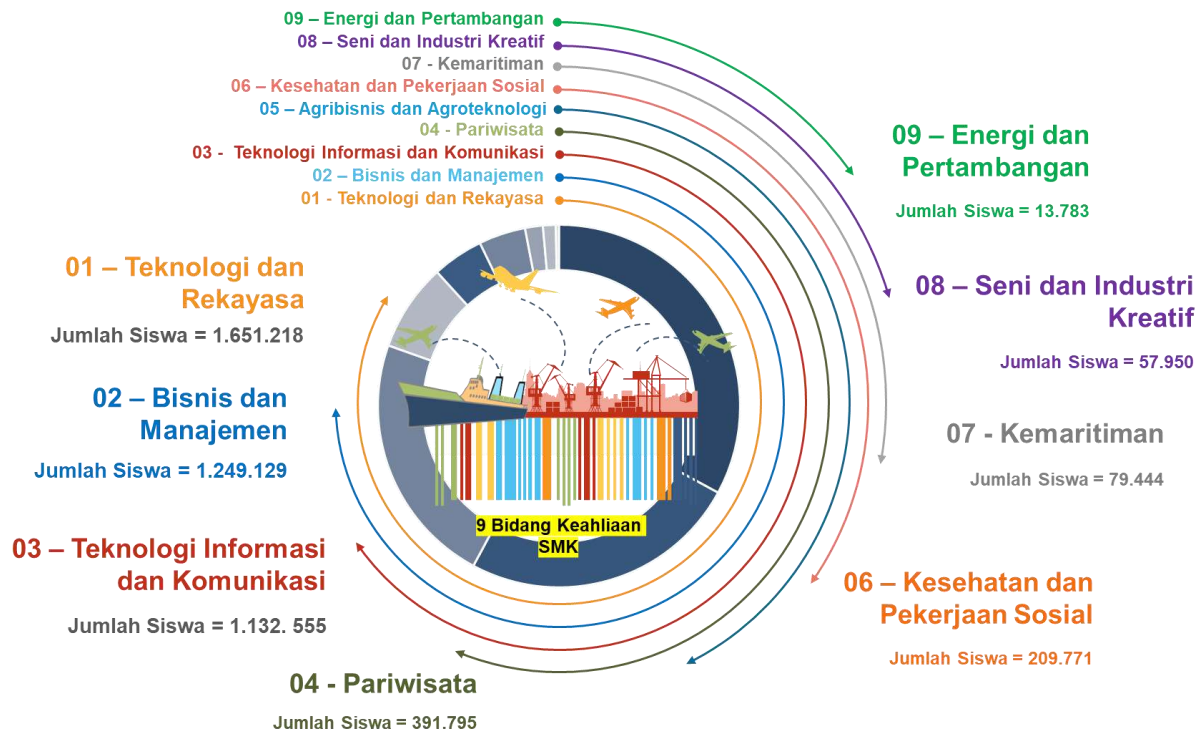 09 – Energi dan Pertambangan
08 – Seni dan Industri Kreatif
07 - Kemaritiman
06 – Kesehatan dan Pekerjaan Sosial
05 – Agribisnis dan Agroteknologi
04 - Pariwisata
03 - Teknologi Informasi dan Komunikasi
02 – Bisnis dan Manajemen
01 - Teknologi dan Rekayasa
09 – Energi dan
Pertambangan
Jumlah Siswa = 13.783
08 – Seni dan Industri
Kreatif
Jumlah Siswa = 57.950
07 - Kemaritiman
Jumlah Siswa = 79.444
06 – Kesehatan dan
Pekerjaan Sosial
Jumlah Siswa = 209.771
01 – Teknologi dan
Rekayasa
Jumlah Siswa = 1.651.218
02 – Bisnis dan
Manajemen
Jumlah Siswa = 1.249.129
03 – Teknologi Informasi
dan Komunikasi
Jumlah Siswa = 1.132. 555
04 - Pariwisata
Jumlah Siswa = 391.795
9 Bidang Keahliaan
SMK